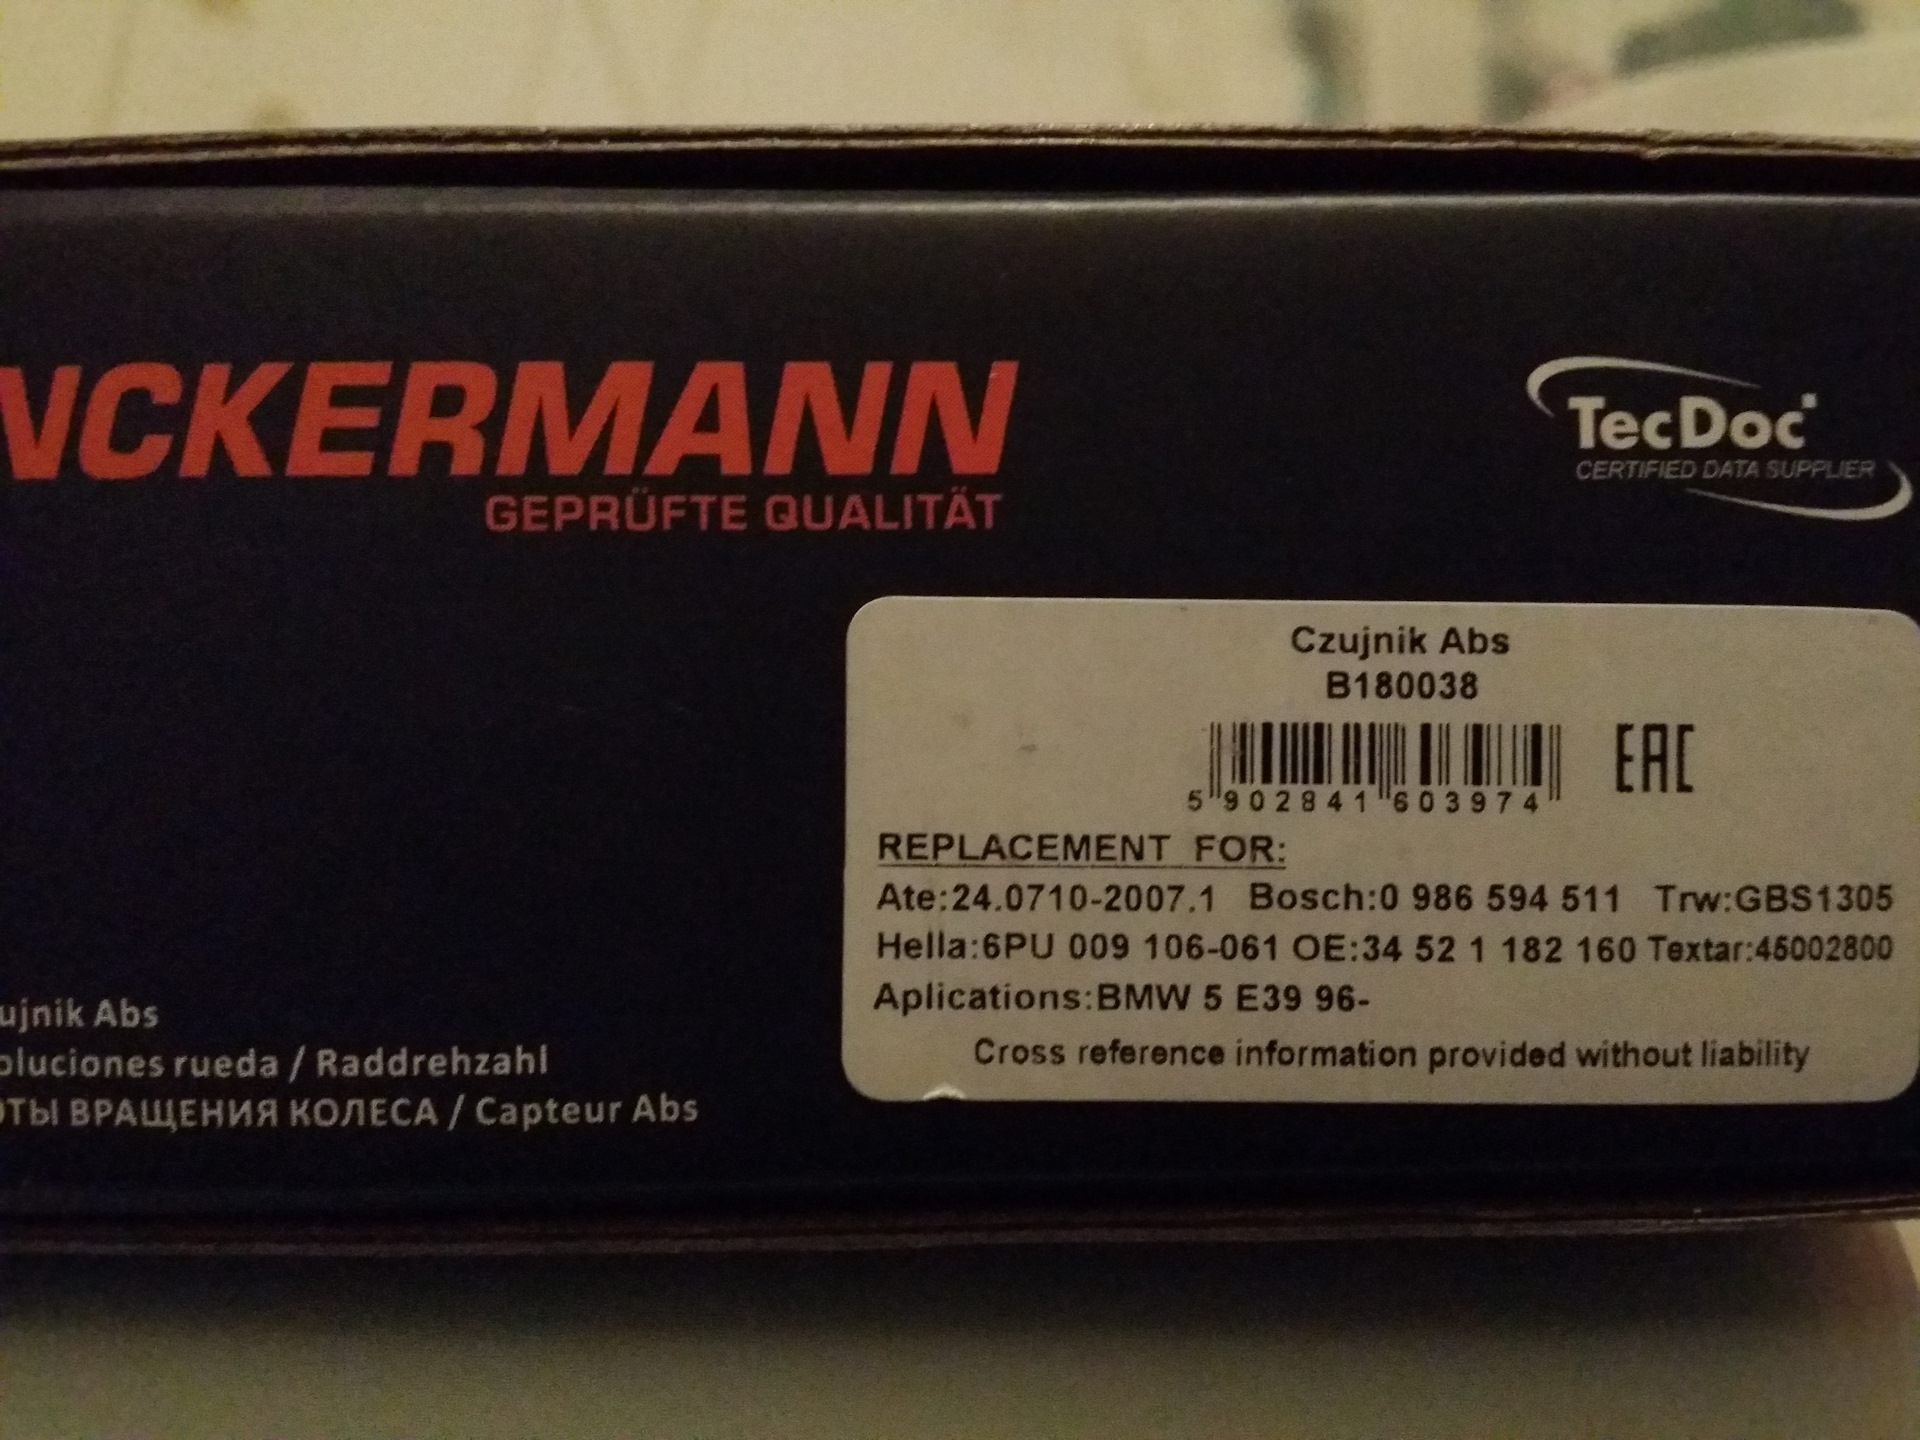 NCKERMANN
GEPRÜFTE QUALITÄT
TecDoc
CERTIFIED DATA SUPPLIER
Czujnik Abs
B180038
EAC
5 902841 603974
REPLACEMENT FOR:
Ate:24.0710-2007.1 Bosch:0 986 594 511 Trw:GBS1305
Hella:6PU 009 106-061 OE:34 52 1 182 160 Textar:45002800
Aplications:BMW 5 E39 96-
Cross reference information provided without liability
ujnik Abs
oluciones rueda / Raddrehzahl
ОТЫ ВРАЩЕНИЯ КОЛЕСА / Capteur Abs